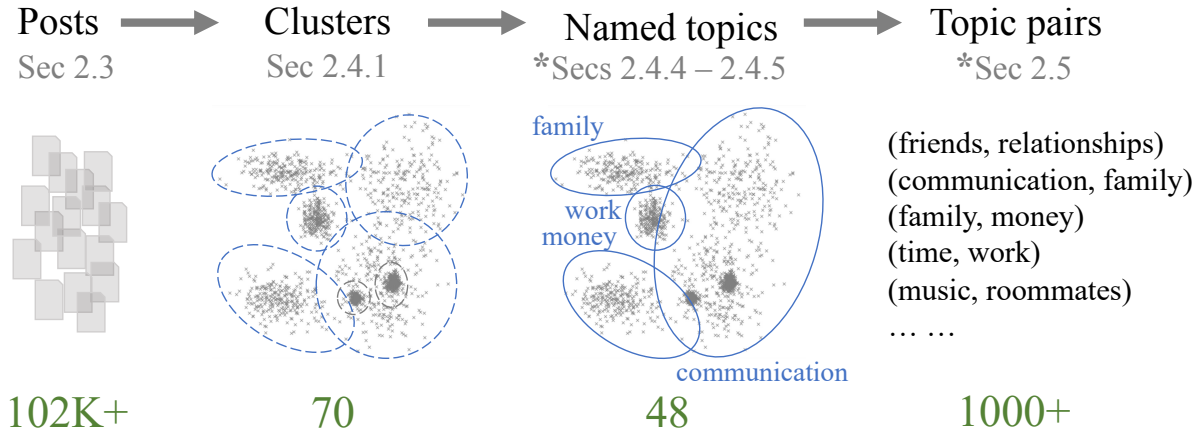 Posts
Clusters
Named topics
Topic pairs
Sec 2.3
Sec 2.4.1
*Secs 2.4.4 – 2.4.5
*Sec 2.5
family
work
money
communication
(friends, relationships)
(communication, family)
(family, money)
(time, work)
(music, roommates)
... ...
102K+
70
48
1000+